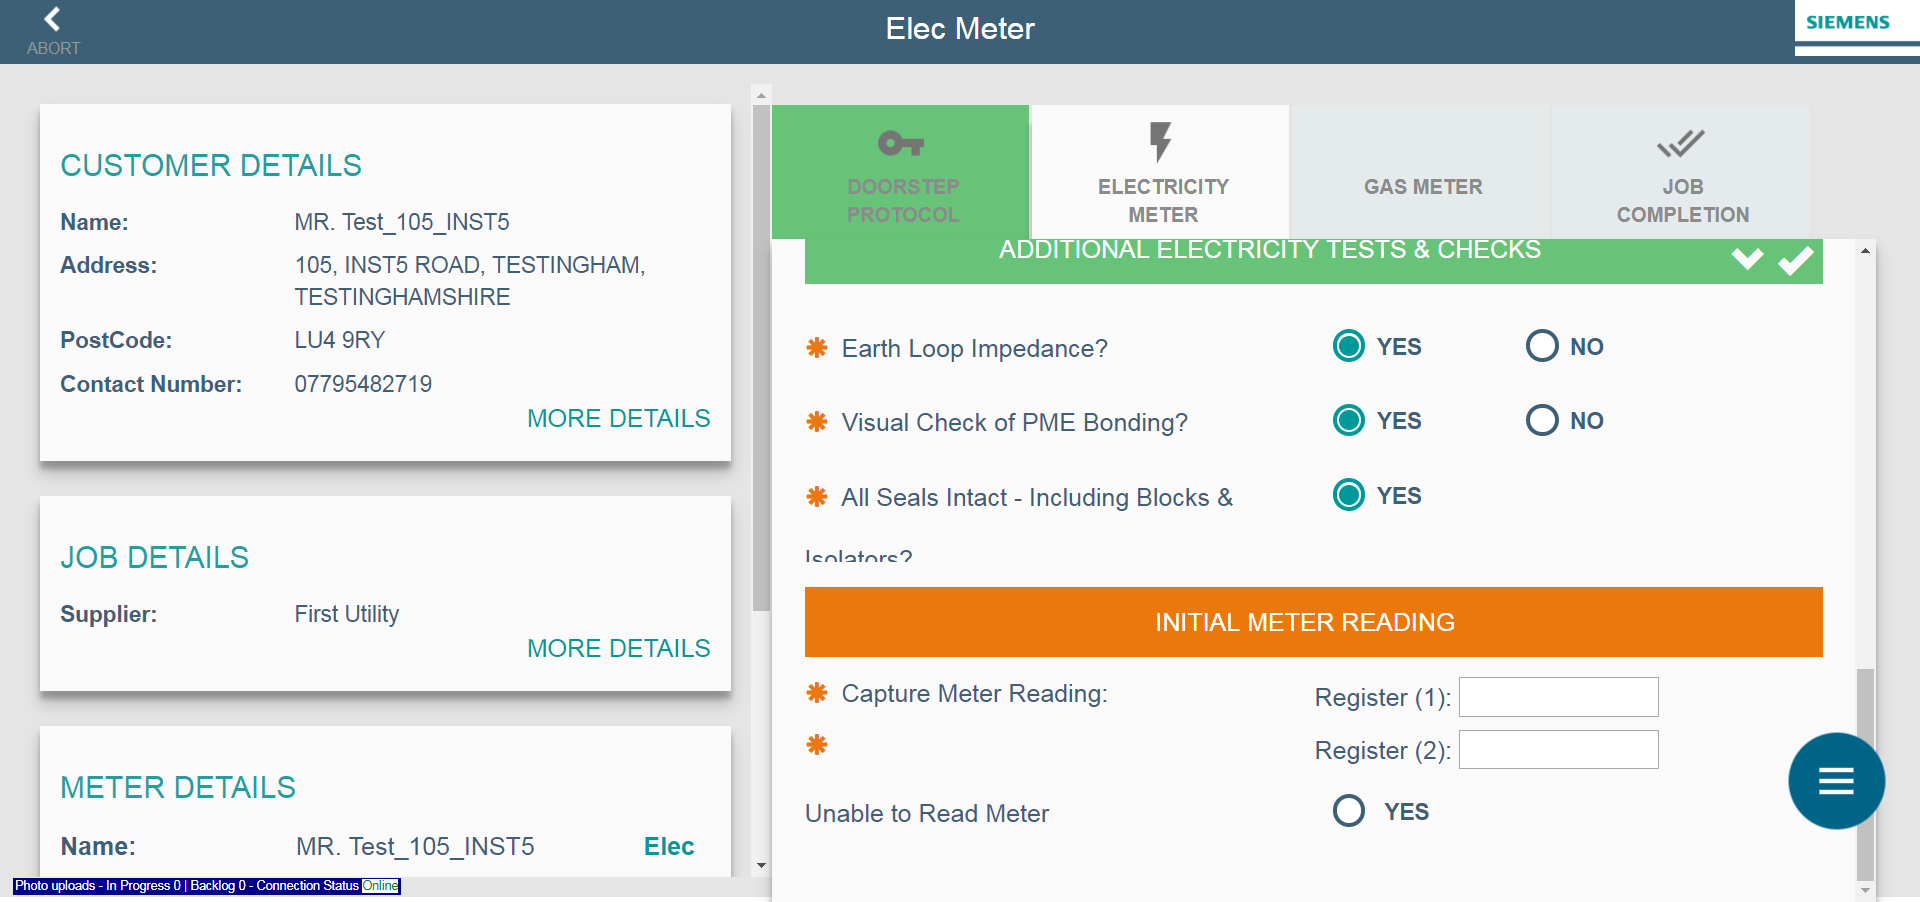 ABORT
Elec Meter
SIEMENS
CUSTOMER DETAILS
Name: MR. Test_105_INST5
Address: 105, INST5 ROAD, TESTINGHAM,
TESTINGHAMSHIRE
PostCode: LU4 9RY
Contact Number: 07795482719
MORE DETAILS
JOB DETAILS
Supplier: First Utility
MORE DETAILS
METER DETAILS
Name: MR. Test_105_INST5 Elec
Photo uploads - In Progress 0 | Backlog 0 - Connection Status Online
DOORSTEP
PROTOCOL
ELECTRICITY
METER
GAS METER
JOB
COMPLETION
ADDITIONAL ELECTRICITY TESTS & CHECKS
✱ Earth Loop Impedance? YES NO
✱ Visual Check of PME Bonding? YES NO
✱ All Seals Intact - Including Blocks & YES
Isolators?
INITIAL METER READING
✱ Capture Meter Reading: Register (1):
✱ Register (2):
Unable to Read Meter YES